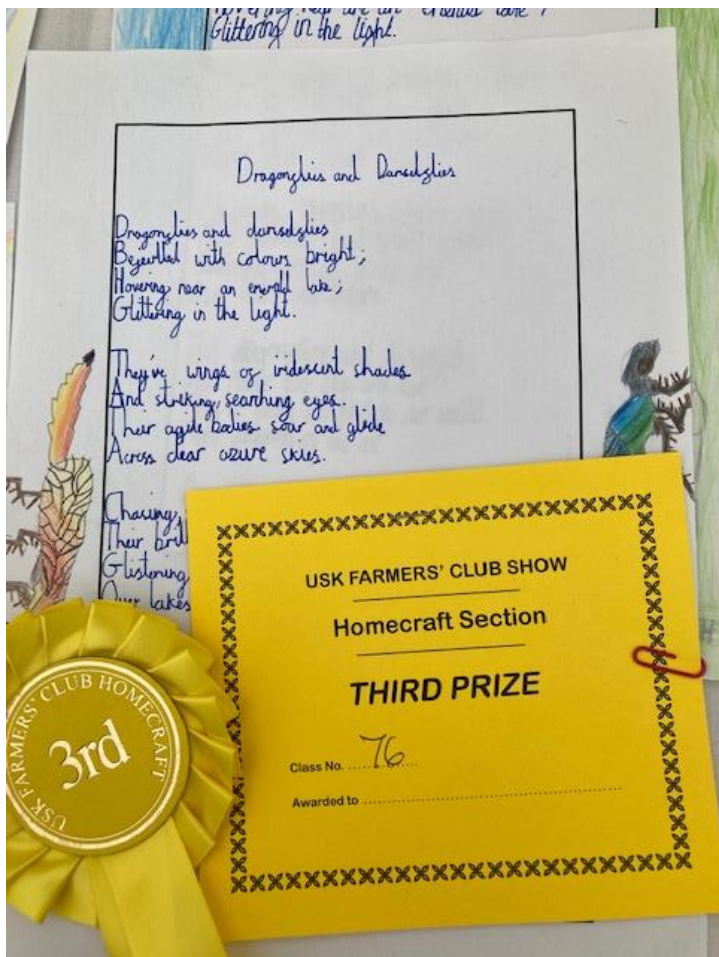 Glittering in the light.
Dragonflies and Damselflies
Dragonflies and damselflies
Bejewelled with colours bright;
Hovering near an emerald lake;
Glittering in the light.
They've wings of iridescent shades
And striking, searching eyes.
Their agile bodies soar and glide
Across clear azure skies.
Chasing,
Their
Glistening
Over lakes
USK FARMERS' CLUB SHOW
Homecraft Section
THIRD PRIZE
Class No. 76
Awarded to
USK FARMERS' CLUB HOMECRAFT
3rd